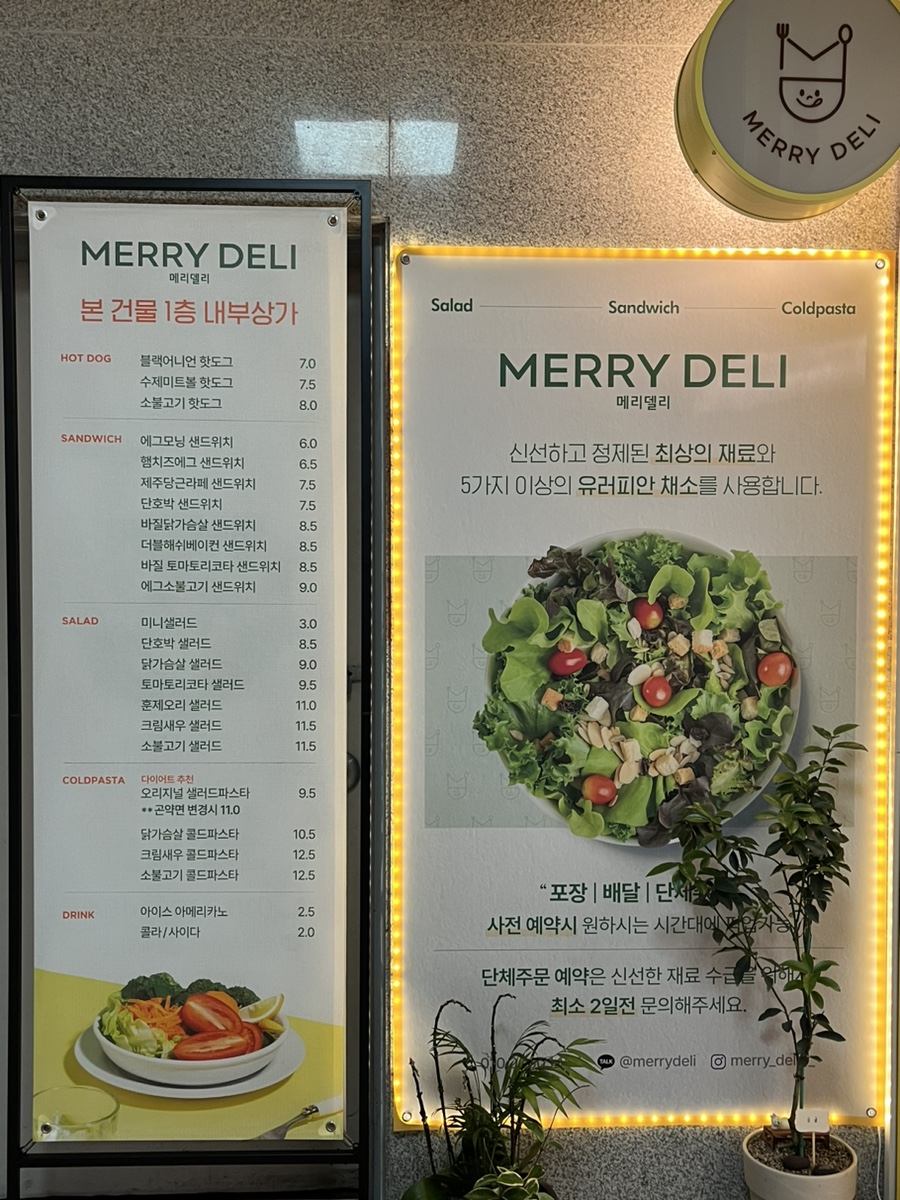 MERRY DELI
MERRY DELI
메리델리
본 건물 1층 내부상가
HOT DOG
블랙어니언 핫도그 7.0
수제미트볼 핫도그 7.5
소불고기 핫도그 8.0
SANDWICH
에그모닝 샌드위치 6.0
햄치즈에그 샌드위치 6.5
제주당근라페 샌드위치 7.5
단호박 샌드위치 7.5
바질닭가슴살 샌드위치 8.5
더블해쉬베이컨 샌드위치 8.5
바질 토마토리코타 샌드위치 8.5
에그소불고기 샌드위치 9.0
SALAD
미니샐러드 3.0
단호박 샐러드 8.5
닭가슴살 샐러드 9.0
토마토리코타 샐러드 9.5
훈제오리 샐러드 11.0
크림새우 샐러드 11.5
소불고기 샐러드 11.5
COLDPASTA
다이어트 추천
오리지널 샐러드파스타 9.5
**곤약면 변경시 11.0
닭가슴살 콜드파스타 10.5
크림새우 콜드파스타 12.5
소불고기 콜드파스타 12.5
DRINK
아이스 아메리카노 2.5
콜라/사이다 2.0
Salad Sandwich Coldpasta
MERRY DELI
메리델리
신선하고 정제된 최상의 재료와
5가지 이상의 유러피안 채소를 사용합니다.
“포장 | 배달 |
사전 예약시 원하시는 시간대에
단체주문 예약은 신선한 재료 수급을 위해
최소 2일전 문의해주세요.
TALK @merrydeli